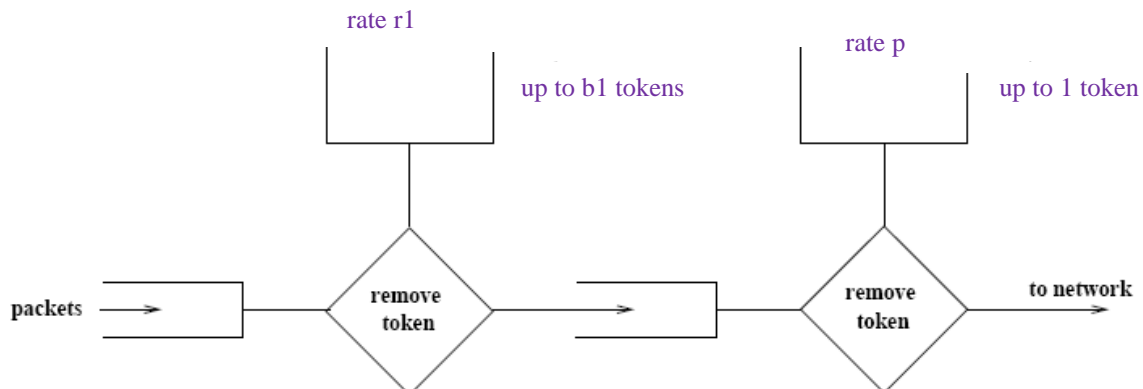 rate r1
up to b1 tokens
rate p
up to 1 token
packets
remove
token
remove
token
to network